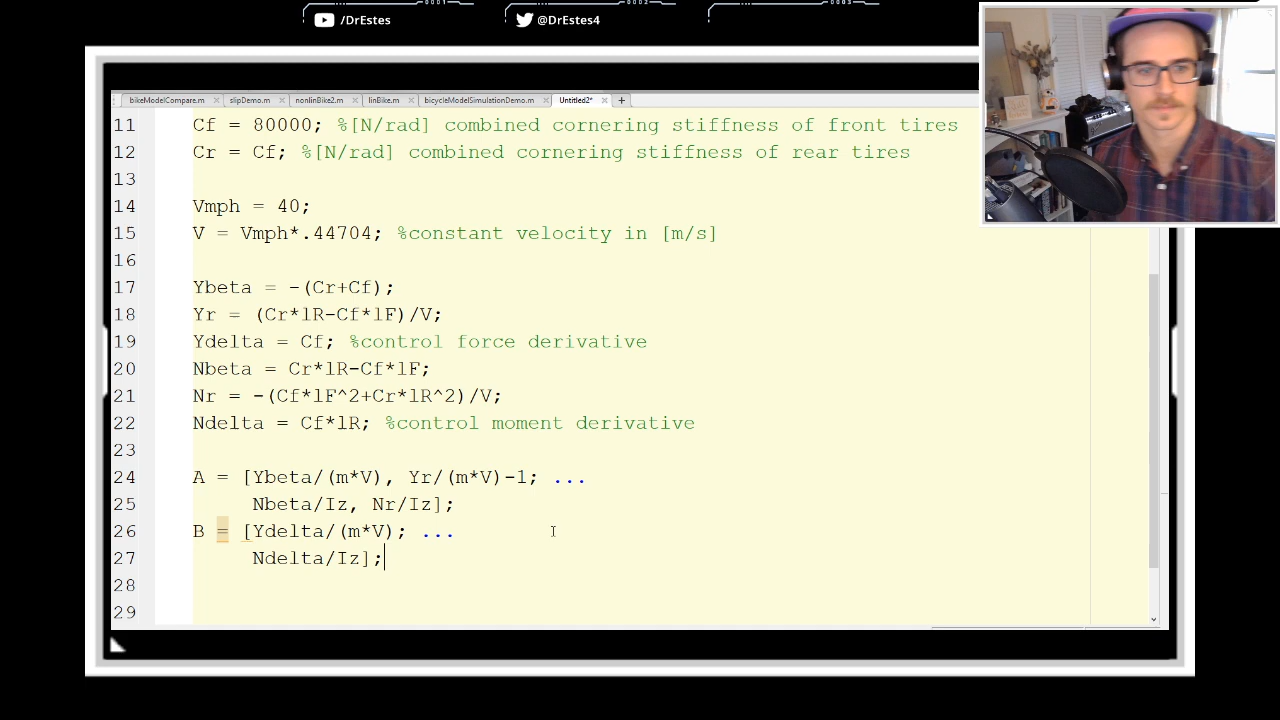 0001 0002 0003
/DrEstes @DrEstes4
bikeModelCompare.m × slipDemo.m × nonlinBike2.m × linBike.m × bicycleModelSimulationDemo.m × Untitled2* × +
11 Cf = 80000; %[N/rad] combined cornering stiffness of front tires
12 Cr = Cf; %[N/rad] combined cornering stiffness of rear tires
13
14 Vmph = 40;
15 V = Vmph*.44704; %constant velocity in [m/s]
16
17 Ybeta = -(Cr+Cf);
18 Yr = (Cr*lR-Cf*lF)/V;
19 Ydelta = Cf; %control force derivative
20 Nbeta = Cr*lR-Cf*lF;
21 Nr = -(Cf*lF^2+Cr*lR^2)/V;
22 Ndelta = Cf*lR; %control moment derivative
23
24 A = [Ybeta/(m*V), Yr/(m*V)-1; ...
25 Nbeta/Iz, Nr/Iz];
26 B = [Ydelta/(m*V); ...
27 Ndelta/Iz];
28
29